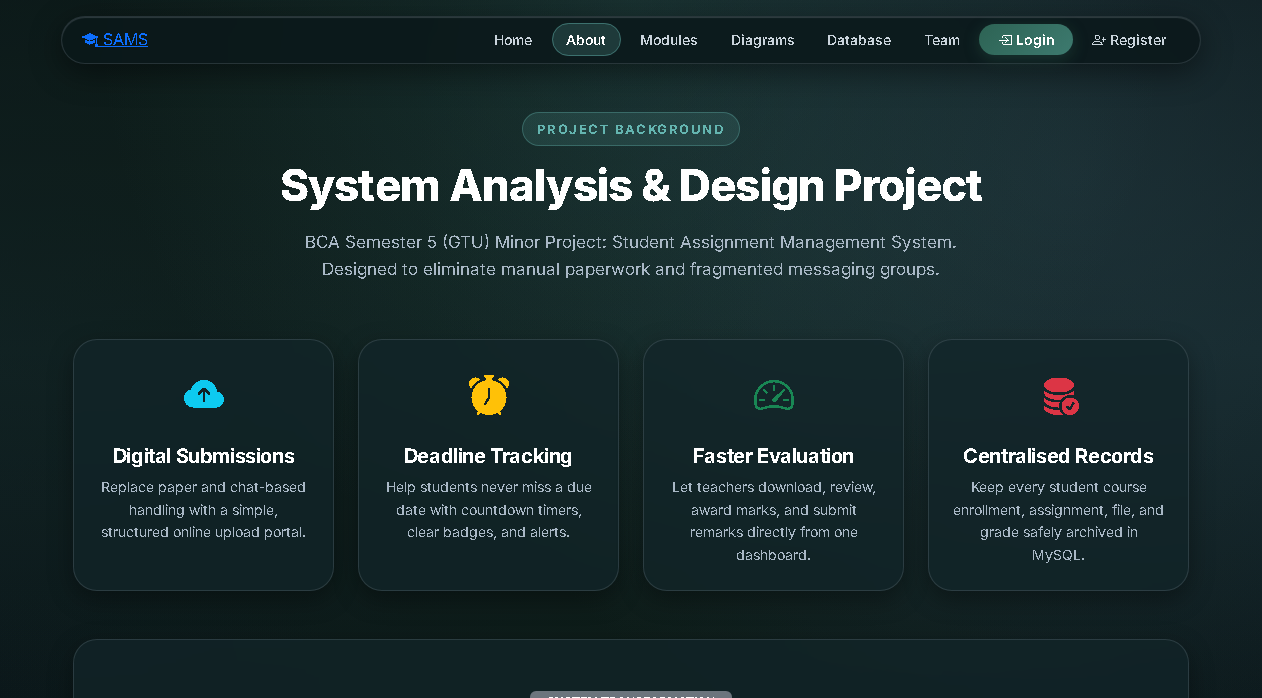 SAMS
Home
About
Modules
Diagrams
Database
Team
Login
Register
PROJECT BACKGROUND
System Analysis & Design Project
BCA Semester 5 (GTU) Minor Project: Student Assignment Management System.
Designed to eliminate manual paperwork and fragmented messaging groups.
Digital Submissions
Replace paper and chat-based
handling with a simple,
structured online upload portal.
Deadline Tracking
Help students never miss a due
date with countdown timers,
clear badges, and alerts.
Faster Evaluation
Let teachers download, review,
award marks, and submit
remarks directly from one
dashboard.
Centralised Records
Keep every student course
enrollment, assignment, file, and
grade safely archived in
MySQL.